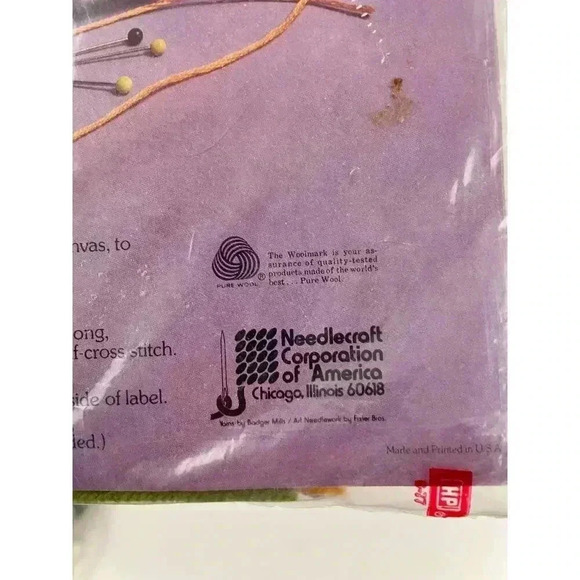 nvas, to
The Woolmark is your as-
surance of quality-tested
products made of the world's
best... Pure Wool.
PURE WOOL
®
ong,
f-cross stitch.
side of label.
ded.)
Needlecraft
Corporation
of America
Chicago, Illinois 60618
Yarns by Badger Mills / Art Needlework by Frater Bros.
Made and Printed in U.S.A
HP